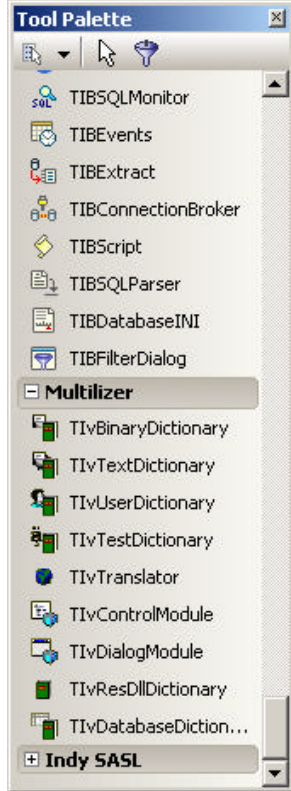 Tool Palette
TIBSQLMonitor
TIBEvents
TIBExtract
TIBConnectionBroker
TIBScript
TIBSQLParser
TIBDatabaseINI
TIBFilterDialog
Multilizer
TIvBinaryDictionary
TIvTextDictionary
TIvUserDictionary
TIvTestDictionary
TIvTranslator
TIvControlModule
TIvDialogModule
TIvResDllDictionary
TIvDatabaseDiction...
Indy SASL